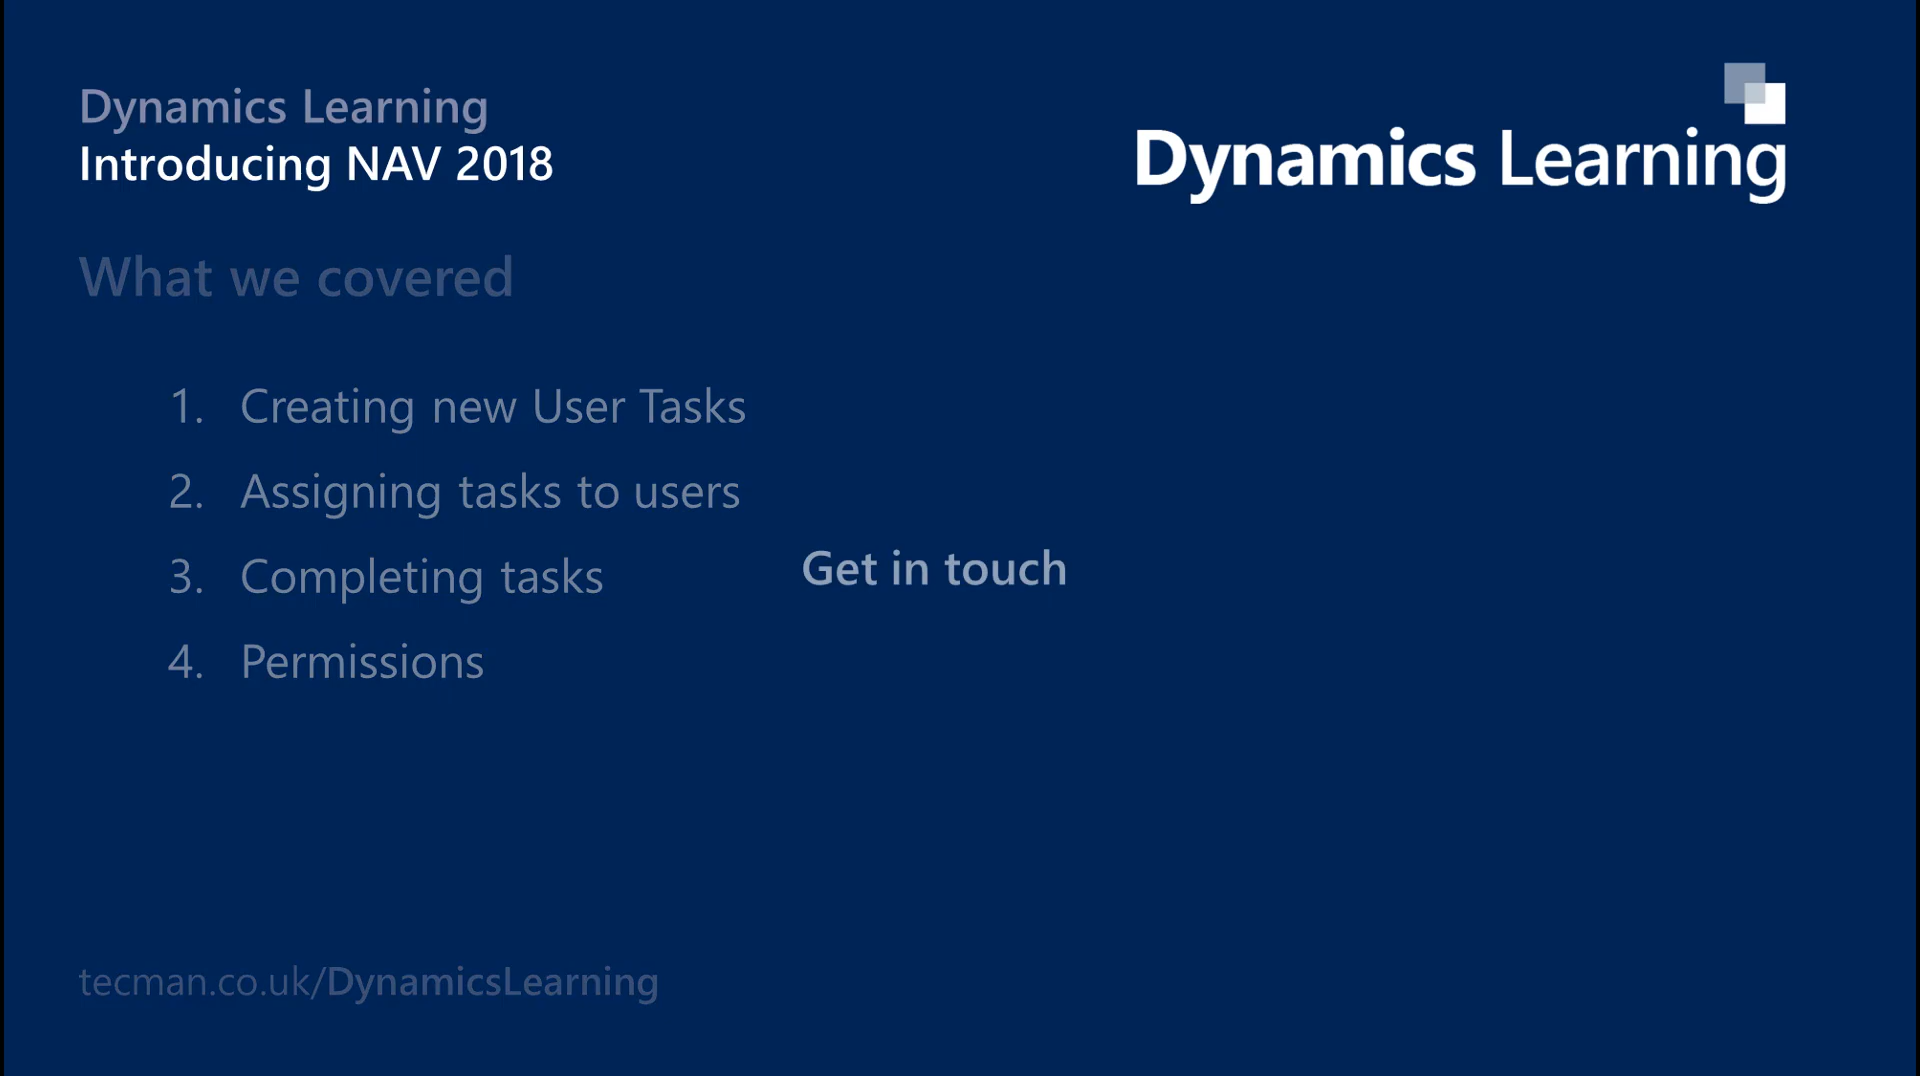 Dynamics Learning
Introducing NAV 2018
Dynamics Learning
What we covered
1. Creating new User Tasks
2. Assigning tasks to users
3. Completing tasks
Get in touch
4. Permissions
tecman.co.uk/DynamicsLearning